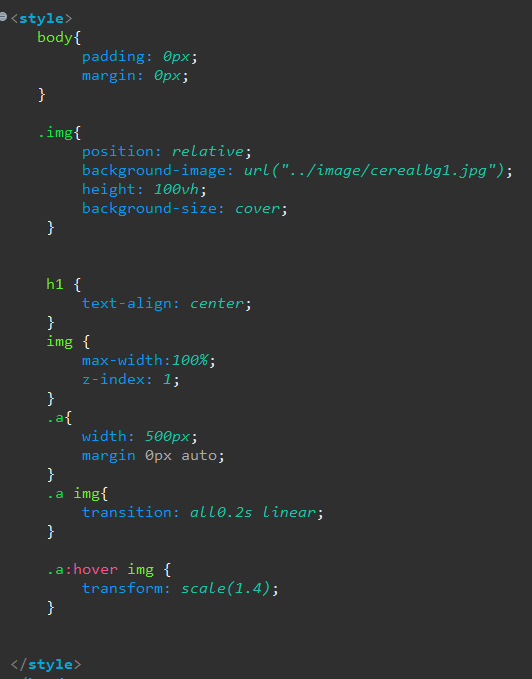 <style>
body{
padding: 0px;
margin: 0px;
}
.img{
position: relative;
background-image: url("../image/cerealbg1.jpg");
height: 100vh;
background-size: cover;
}
h1 {
text-align: center;
}
img {
max-width:100%;
z-index: 1;
}
.a{
width: 500px;
margin 0px auto;
}
.a img{
transition: all0.2s linear;
}
.a:hover img {
transform: scale(1.4);
}
</style>